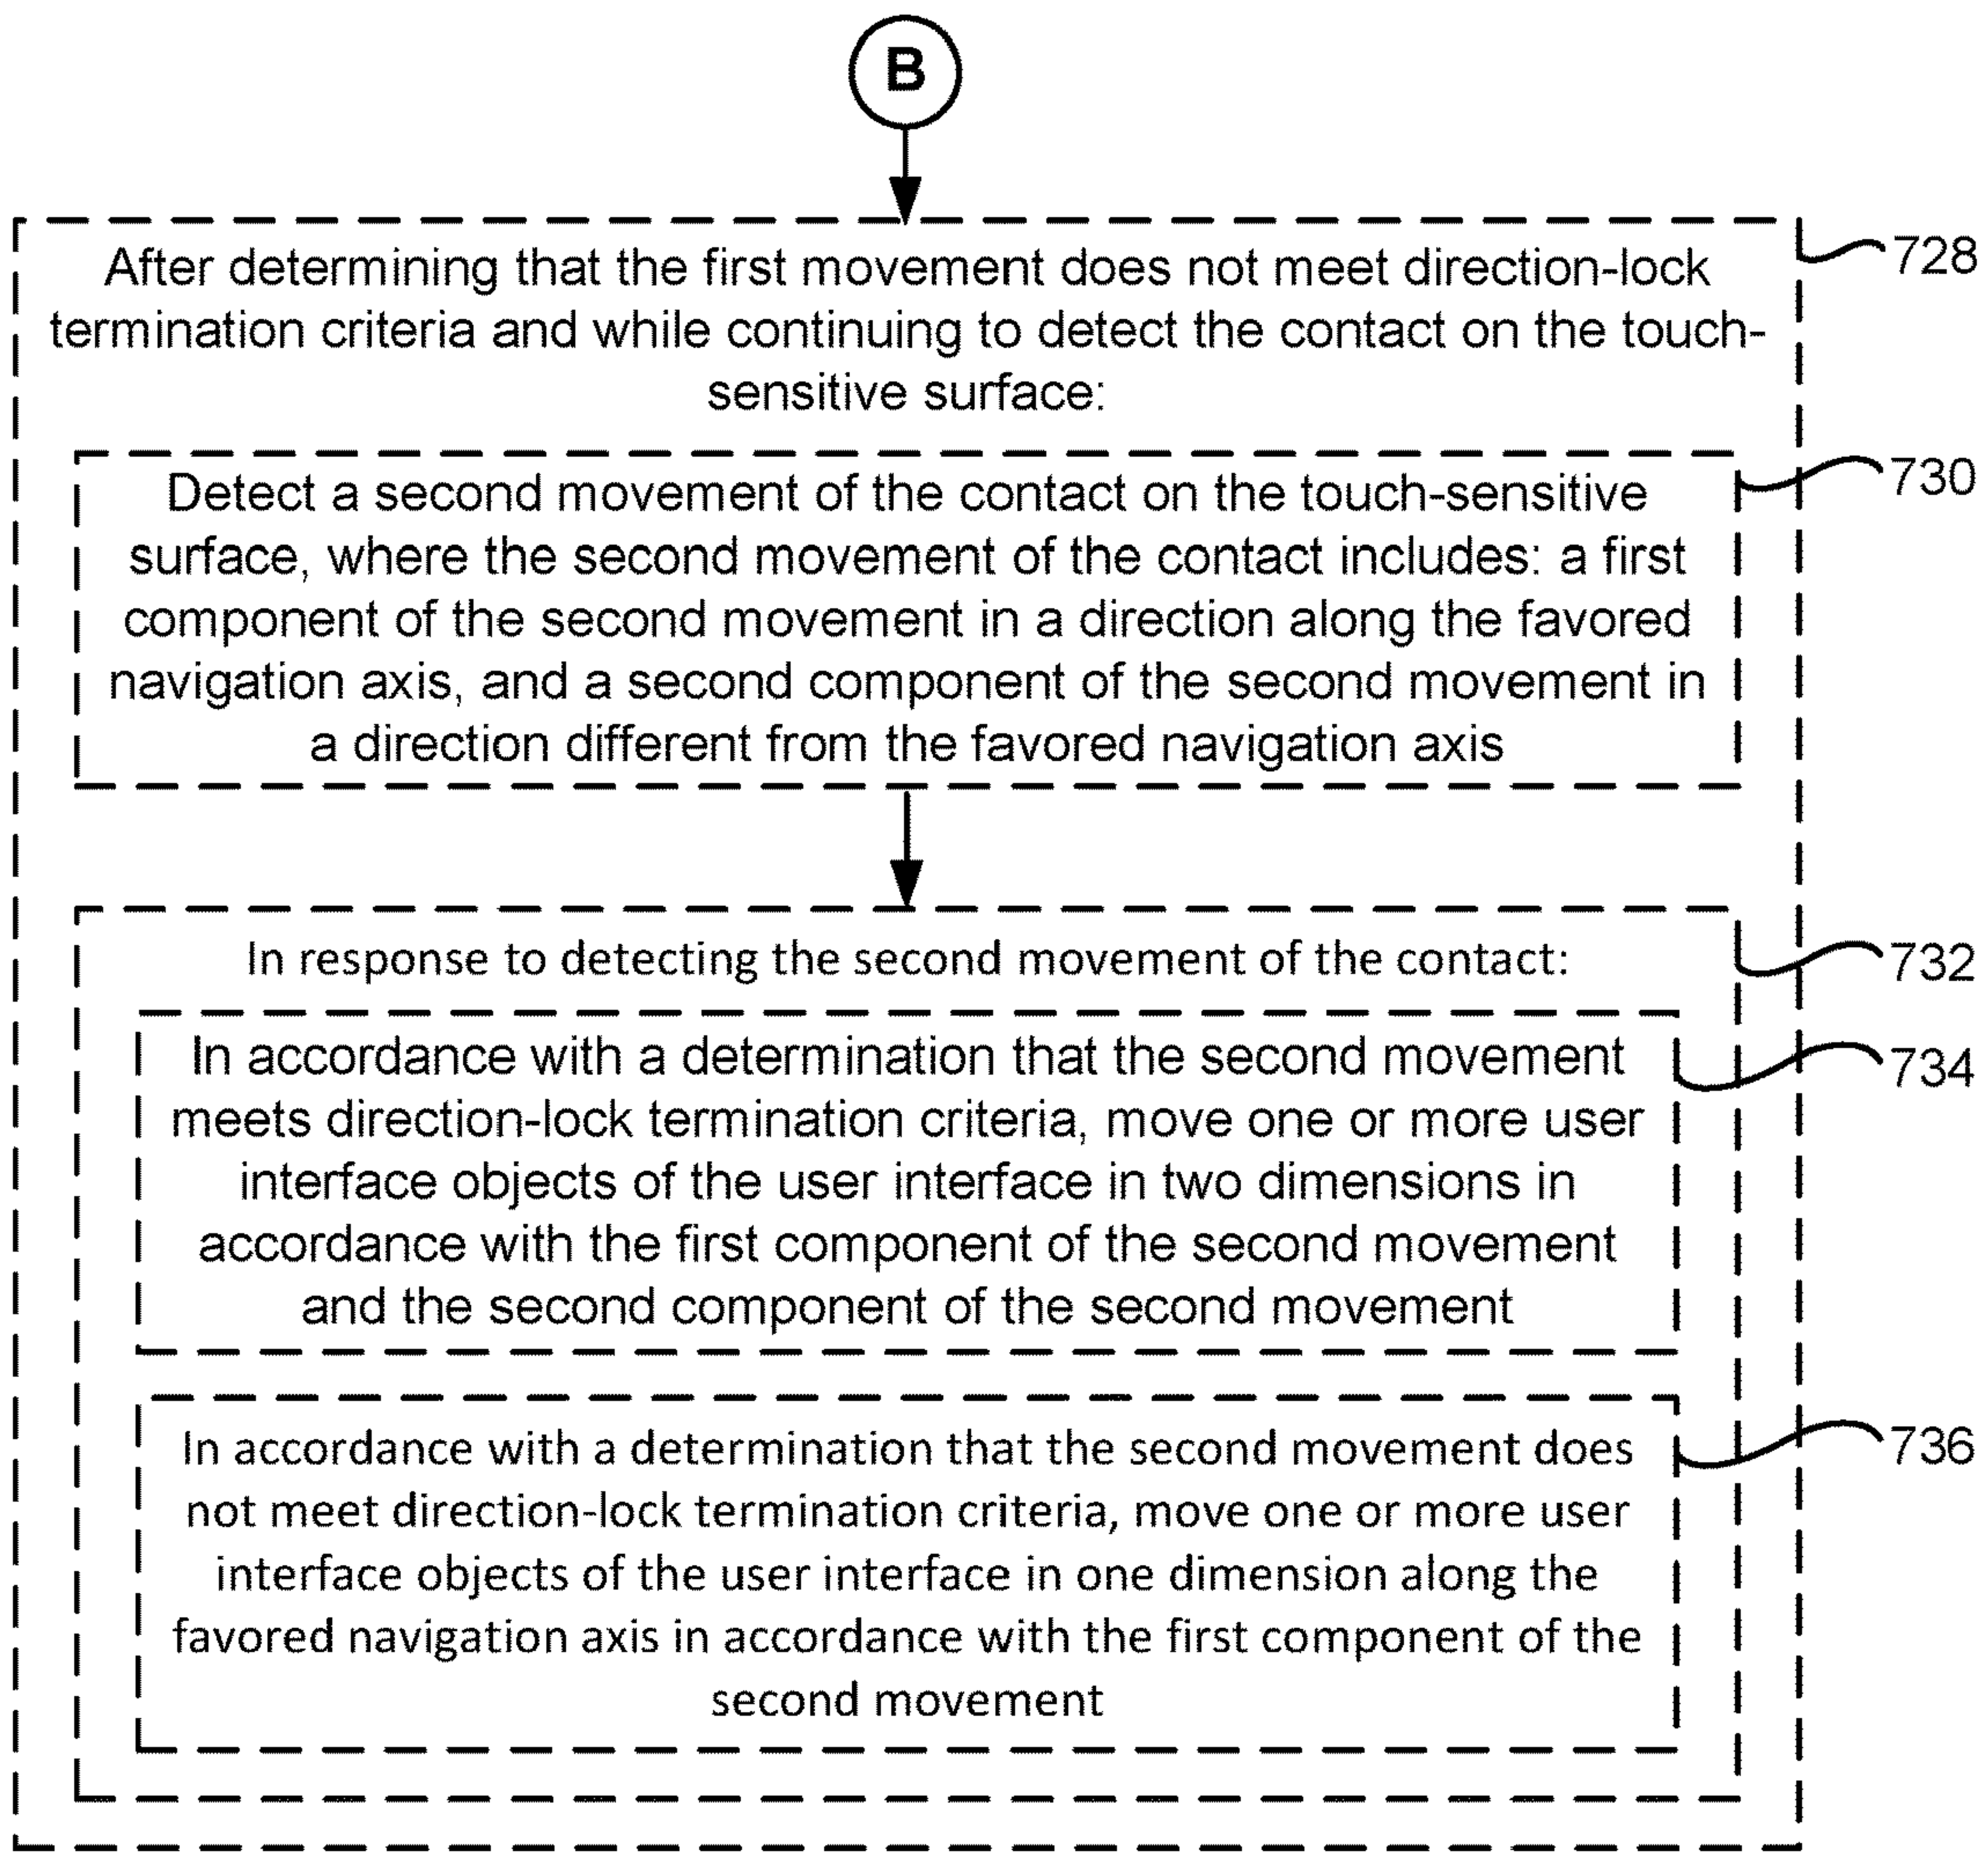 B
After determining that the first movement does not meet direction-lock
termination criteria and while continuing to detect the contact on the touch-
sensitive surface:
728
Detect a second movement of the contact on the touch-sensitive
surface, where the second movement of the contact includes: a first
component of the second movement in a direction along the favored
navigation axis, and a second component of the second movement in
a direction different from the favored navigation axis
730
In response to detecting the second movement of the contact:
732
In accordance with a determination that the second movement
meets direction-lock termination criteria, move one or more user
interface objects of the user interface in two dimensions in
accordance with the first component of the second movement
and the second component of the second movement
734
In accordance with a determination that the second movement does
not meet direction-lock termination criteria, move one or more user
interface objects of the user interface in one dimension along the
favored navigation axis in accordance with the first component of the
second movement
736